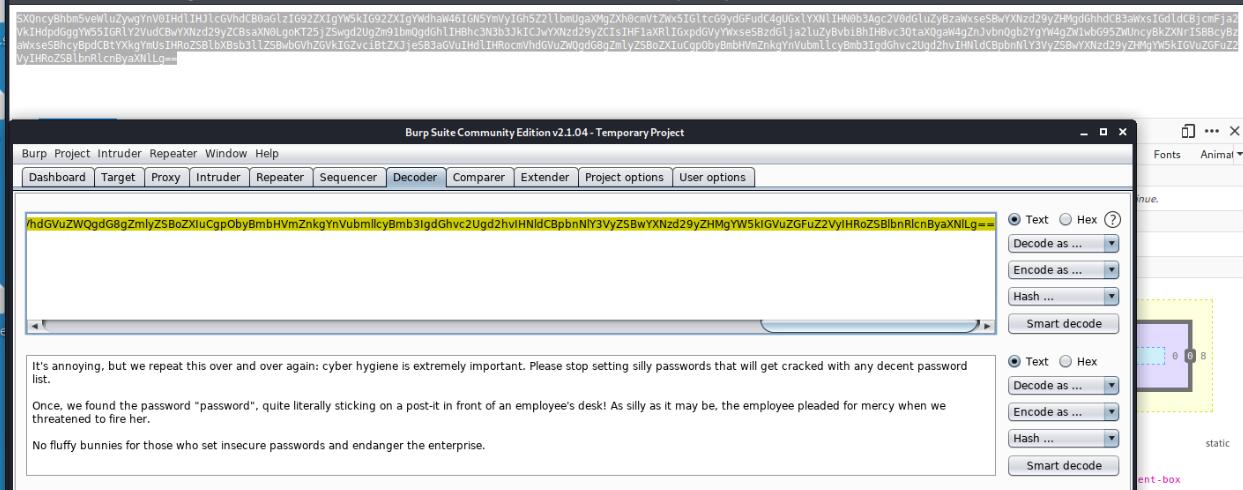 SXQncyBhbm5veWluZywgYnV0IHdlIHJlcGVhdCB0aGlzIG92ZXIgYW5kIG92ZXIgYWdhaW46IGN5YmVyIGh5Z2llbmUgaXMgZXh0cmVtZWx5IGltcG9ydGFudC4gUGxlYXNlIHN0b3Agc2V0dGluZyBzaWxseSBwYXNzd29yZHMgdGhhdCB3aWxsIGdldCBjcmFja2
VkIHdpdGggYW55IGRlY2VudCBwYXNzd29yZCBsaXN0LgoKT25jZSwgd2UgZm91bmQgdGhlIHBhc3N3b3JkICJwYXNzd29yZCIsIHF1aXRlIGxpdGVyYWxseSBzdGlja2luZyBvbiBhIHBvc3QtaXQgaW4gZnJvbnQgb2YgYW4gZW1wbG95ZWUncyBkZXNrISBBcyBz
aWxseSBhcyBpdCBtYXkgYmUsIHRoZSBlbXBsb3llZSBwbGVhZGVkIGZvciBtZXJjeSB3aGVuIHdlIHRocmVhdGVuZWQgdG8gZmlyZSBoZXIuCgpObyBmbHVmZnkgYnVubmllcyBmb3IgdGhvc2Ugd2hvIHNldCBpbnNlY3VyZSBwYXNzd29yZHMgYW5kIGVuZGFuZ2
VyIHRoZSBlbnRlcnByaXNlLg==
Burp Suite Community Edition v2.1.04 - Temporary Project
Burp Project Intruder Repeater Window Help
Dashboard Target Proxy Intruder Repeater Sequencer Decoder Comparer Extender Project options User options
Fonts
hdGVuZWQgdG8gZmlyZSBoZXIuCgpObyBmbHVmZnkgYnVubmllcyBmb3IgdGhvc2Ugd2hvIHNldCBpbnNlY3VyZSBwYXNzd29yZHMgYW5kIGVuZGFuZ2VyIHRoZSBlbnRlcnByaXNlLg==
Text Hex ?
Decode as ...
Encode as ...
Hash ...
Smart decode
It's annoying, but we repeat this over and over again: cyber hygiene is extremely important. Please stop setting silly passwords that will get cracked with any decent password
list.
Once, we found the password "password", quite literally sticking on a post-it in front of an employee's desk! As silly as it may be, the employee pleaded for mercy when we
threatened to fire her.
No fluffy bunnies for those who set insecure passwords and endanger the enterprise.
Text Hex
Decode as ...
Encode as ...
Hash ...
Smart decode
0 0 8
static